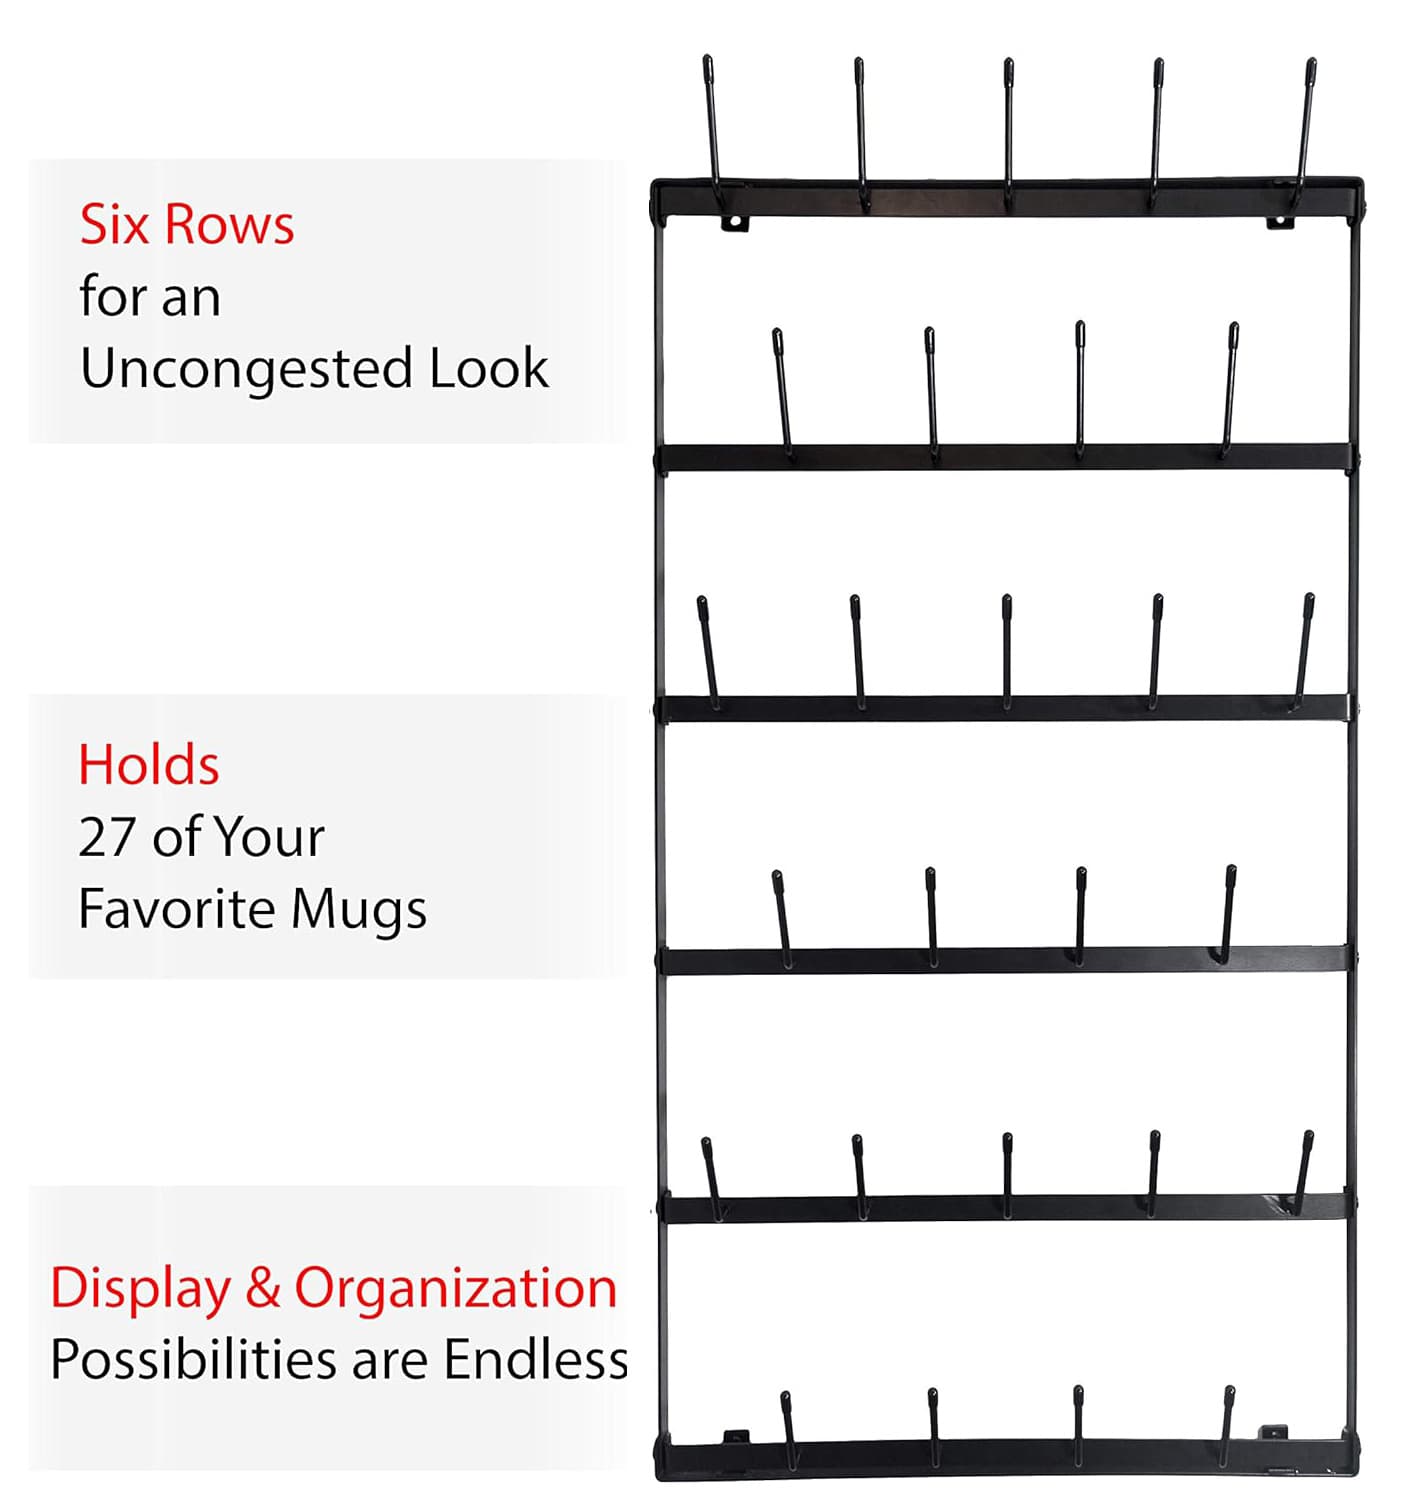 Six Rows
for an
Uncongested Look
Holds
27 of Your
Favorite Mugs
Display & Organization
Possibilities are Endless